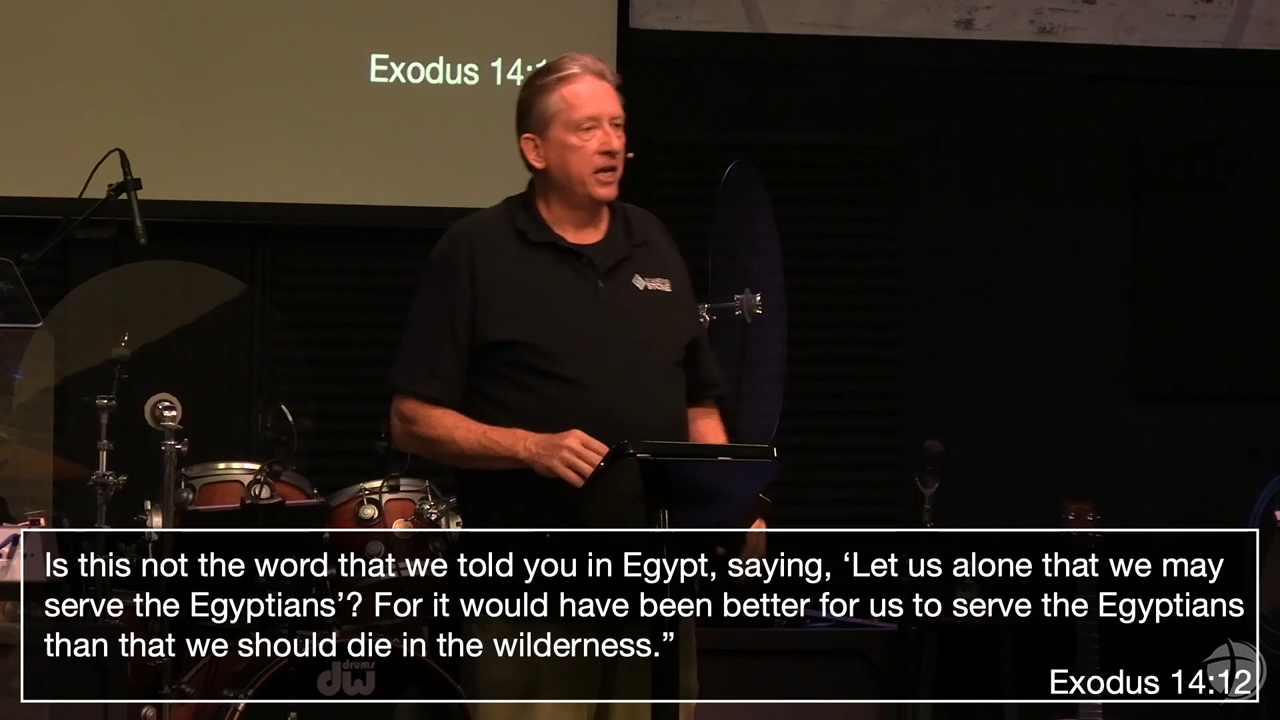 Exodus 14:1
Is this not the word that we told you in Egypt, saying, ‘Let us alone that we may
serve the Egyptians’? For it would have been better for us to serve the Egyptians
than that we should die in the wilderness.”
Exodus 14:12
drums
dw